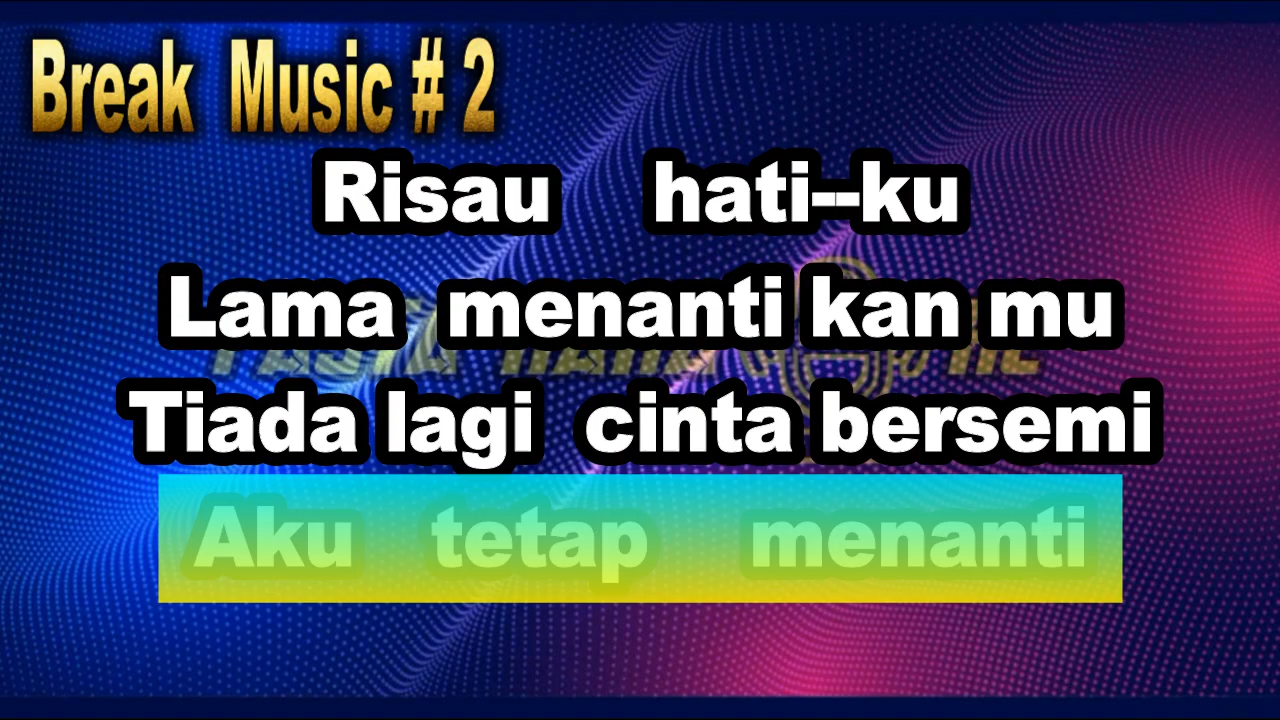 Break Music # 2
Risau hati--ku
Lama menanti kan mu
Tiada lagi cinta bersemi
Aku tetap menanti